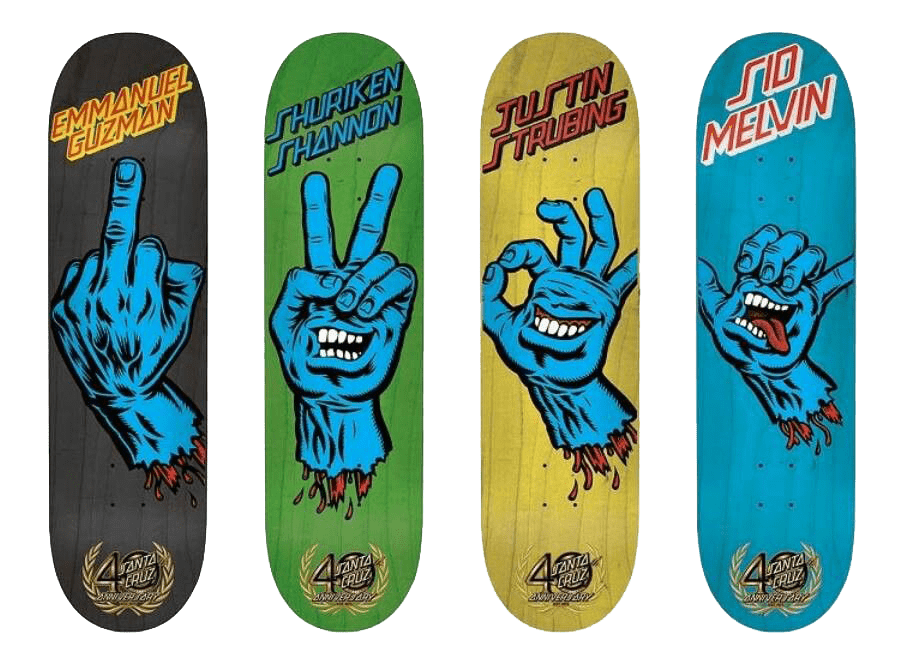 EMMANUEL
GUZMAN
SHURIKEN
SHANNON
JUSTIN
STRUBING
SID
MELVIN
40 SANTA
CRUZ
ANNIVERSARY
40 SANTA
CRUZ
ANNIVERSARY
40 SANTA
CRUZ
ANNIVERSARY
40 SANTA
CRUZ
ANNIVERSARY